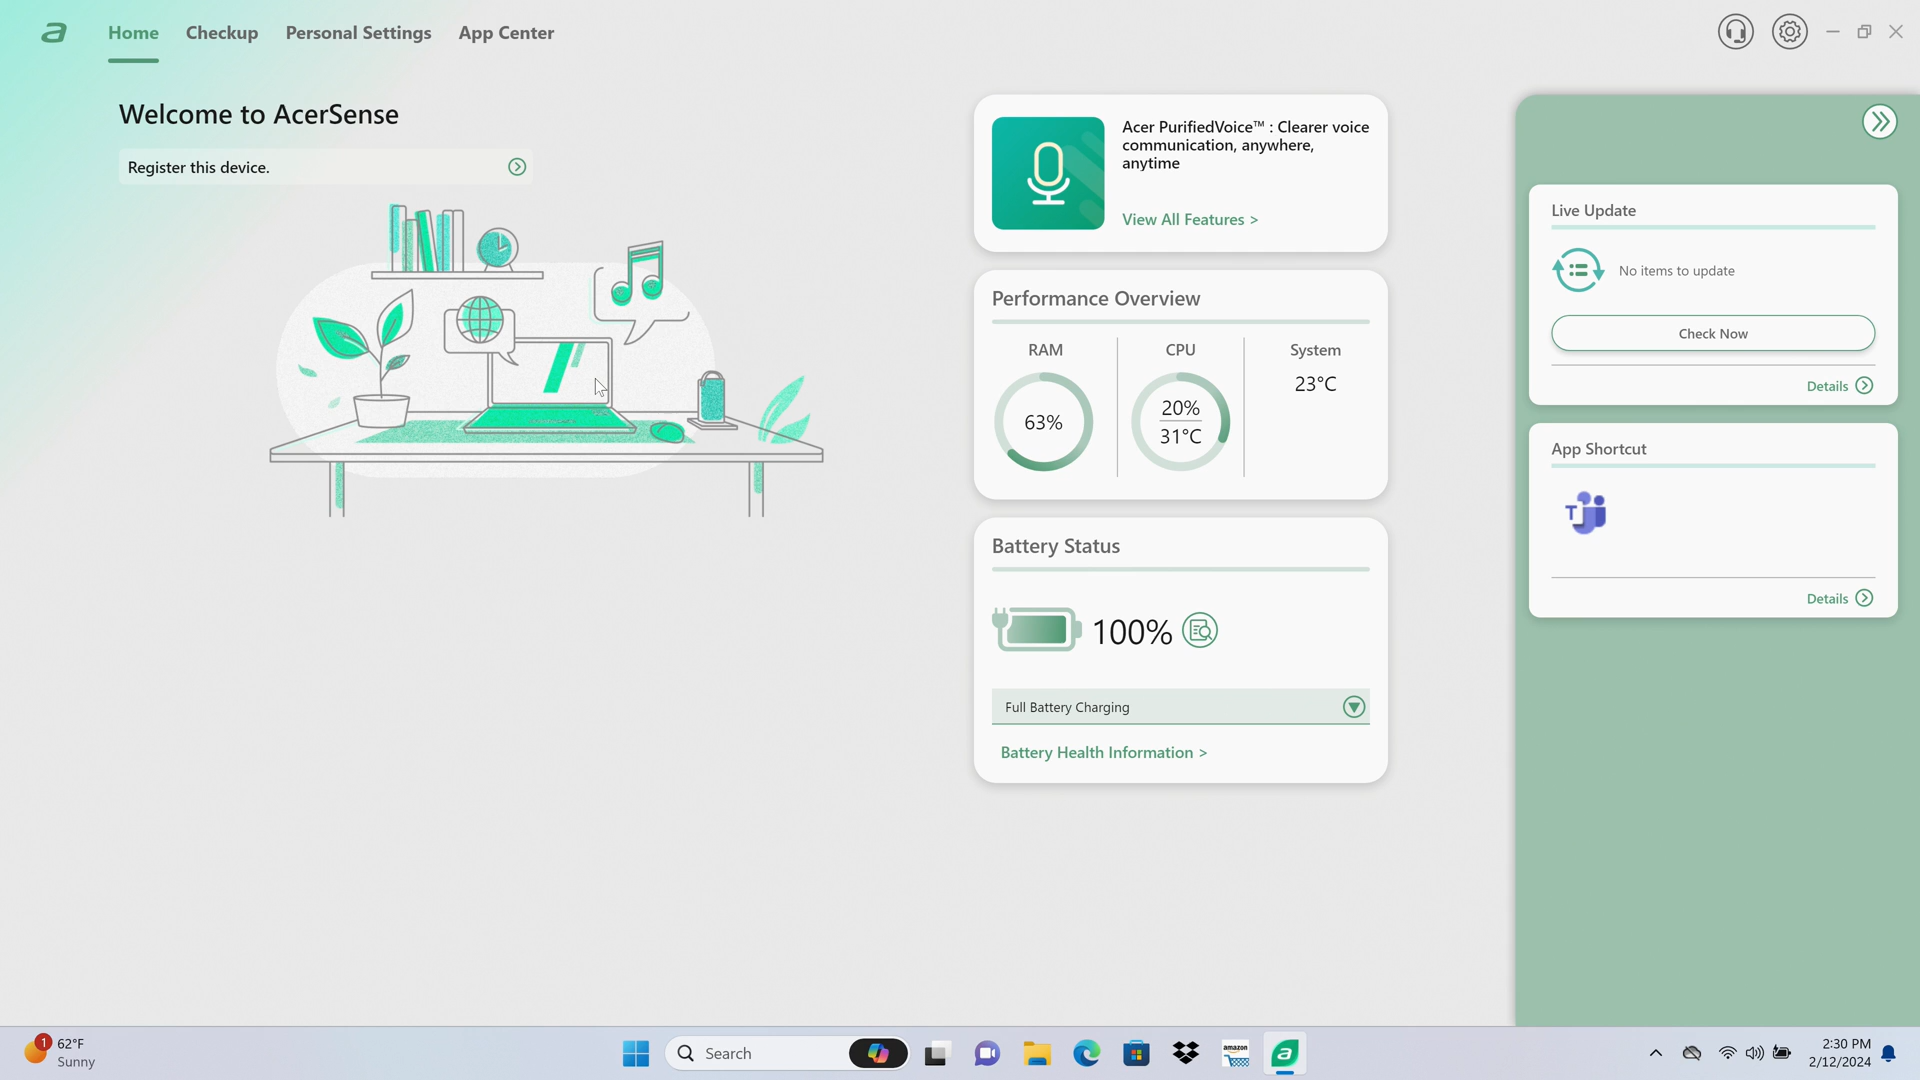 a Home Checkup Personal Settings App Center
Welcome to AcerSense
Register this device.
Acer PurifiedVoice™ : Clearer voice
communication, anywhere,
anytime
View All Features >
Performance Overview
RAM CPU System
63%
20%
31°C
23°C
Battery Status
100%
Full Battery Charging
Battery Health Information >
Live Update
No items to update
Check Now
Details
App Shortcut
T
Details
1
62°F
Sunny
Search
amazon
a
2:30 PM
2/12/2024